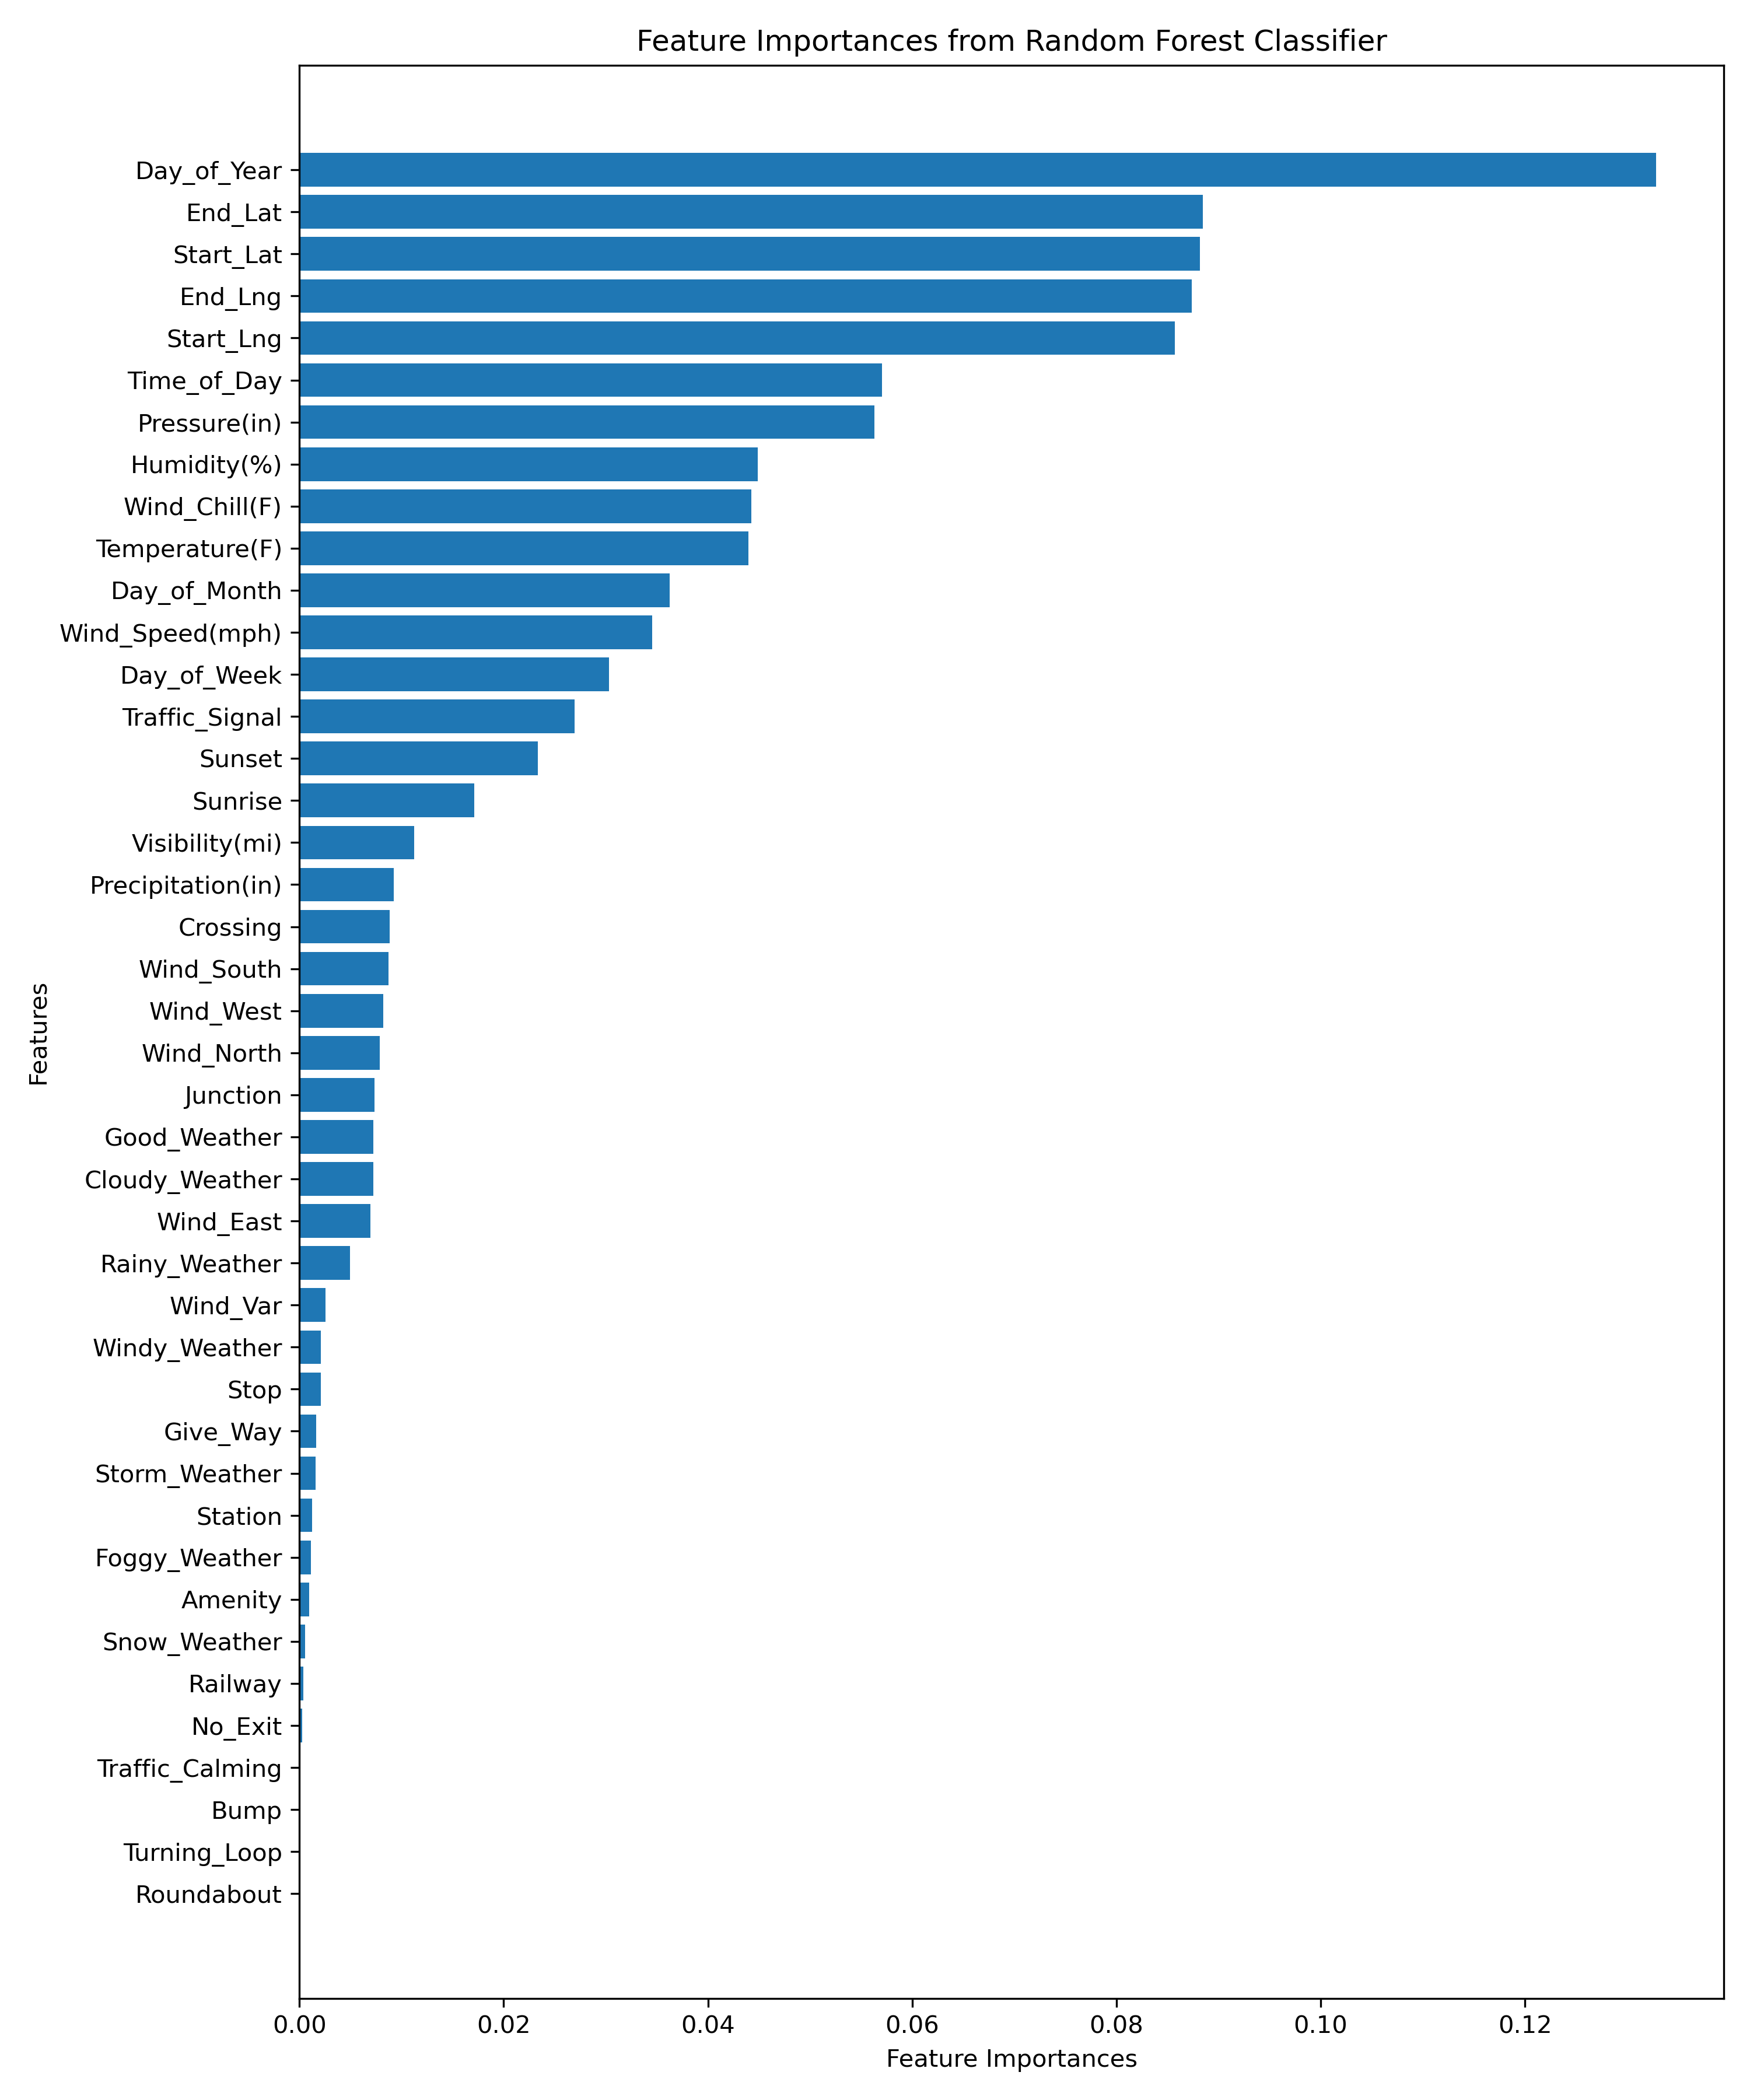 Feature Importances from Random Forest Classifier
Day_of_Year
End_Lat
Start_Lat
End_Lng
Start_Lng
Time_of_Day
Pressure(in)
Humidity(%)
Wind_Chill(F)
Temperature(F)
Day_of_Month
Wind_Speed(mph)
Day_of_Week
Traffic_Signal
Sunset
Sunrise
Visibility(mi)
Precipitation(in)
Crossing
Wind_South
Wind_West
Wind_North
Junction
Good_Weather
Cloudy_Weather
Wind_East
Rainy_Weather
Wind_Var
Windy_Weather
Stop
Give_Way
Storm_Weather
Station
Foggy_Weather
Amenity
Snow_Weather
Railway
No_Exit
Traffic_Calming
Bump
Turning_Loop
Roundabout
Features
0.00 0.02 0.04 0.06 0.08 0.10 0.12
Feature Importances